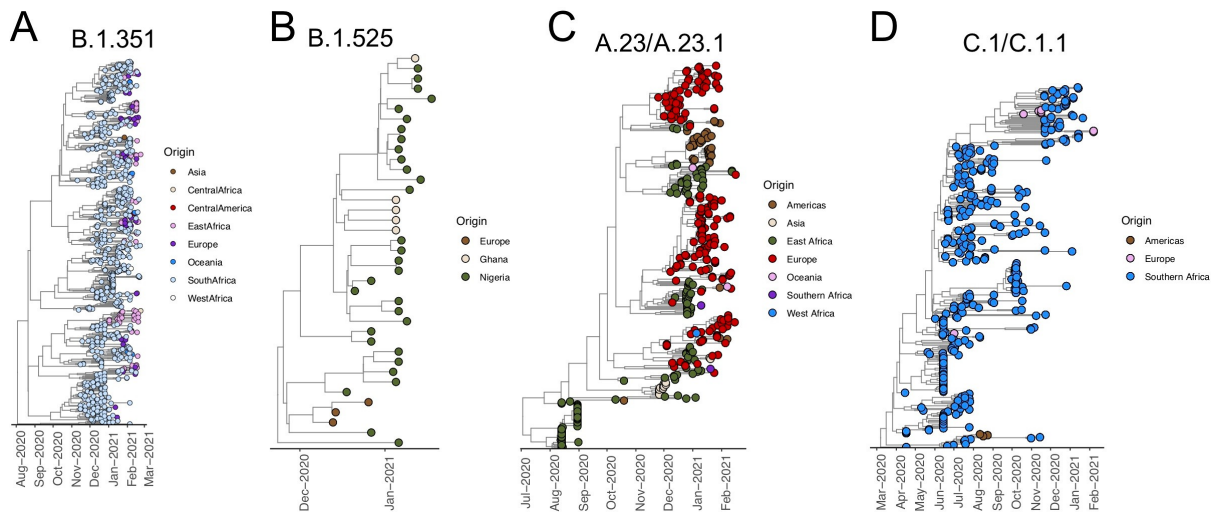 A
B.1.351
Origin
Asia
CentralAfrica
CentralAmerica
EastAfrica
Europe
Oceania
SouthAfrica
WestAfrica
Aug−2020
Sep−2020
Oct−2020
Nov−2020
Dec−2020
Jan−2021
Feb−2021
Mar−2021
B
B.1.525
Origin
Europe
Ghana
Nigeria
Dec−2020
Jan−2021
C
A.23/A.23.1
Origin
Americas
Asia
East Africa
Europe
Oceania
Southern Africa
West Africa
Jul−2020
Aug−2020
Sep−2020
Oct−2020
Nov−2020
Dec−2020
Jan−2021
Feb−2021
D
C.1/C.1.1
Origin
Americas
Europe
Southern Africa
Mar−2020
Apr−2020
May−2020
Jun−2020
Jul−2020
Aug−2020
Sep−2020
Oct−2020
Nov−2020
Dec−2020
Jan−2021
Feb−2021